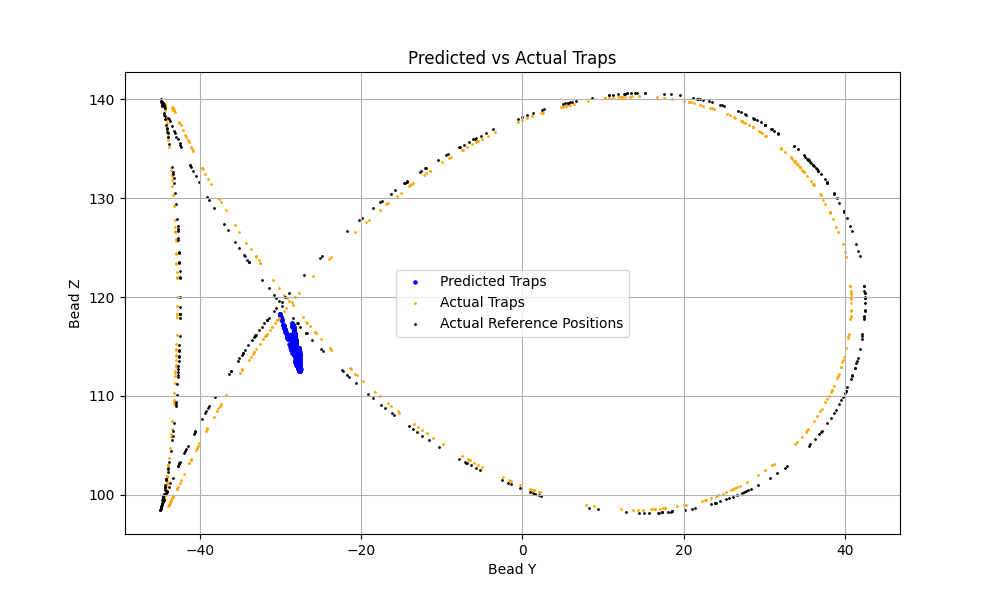 Predicted vs Actual Traps
140
130
120
110
100
Bead Z
Predicted Traps
Actual Traps
Actual Reference Positions
−40
−20
0
20
40
Bead Y